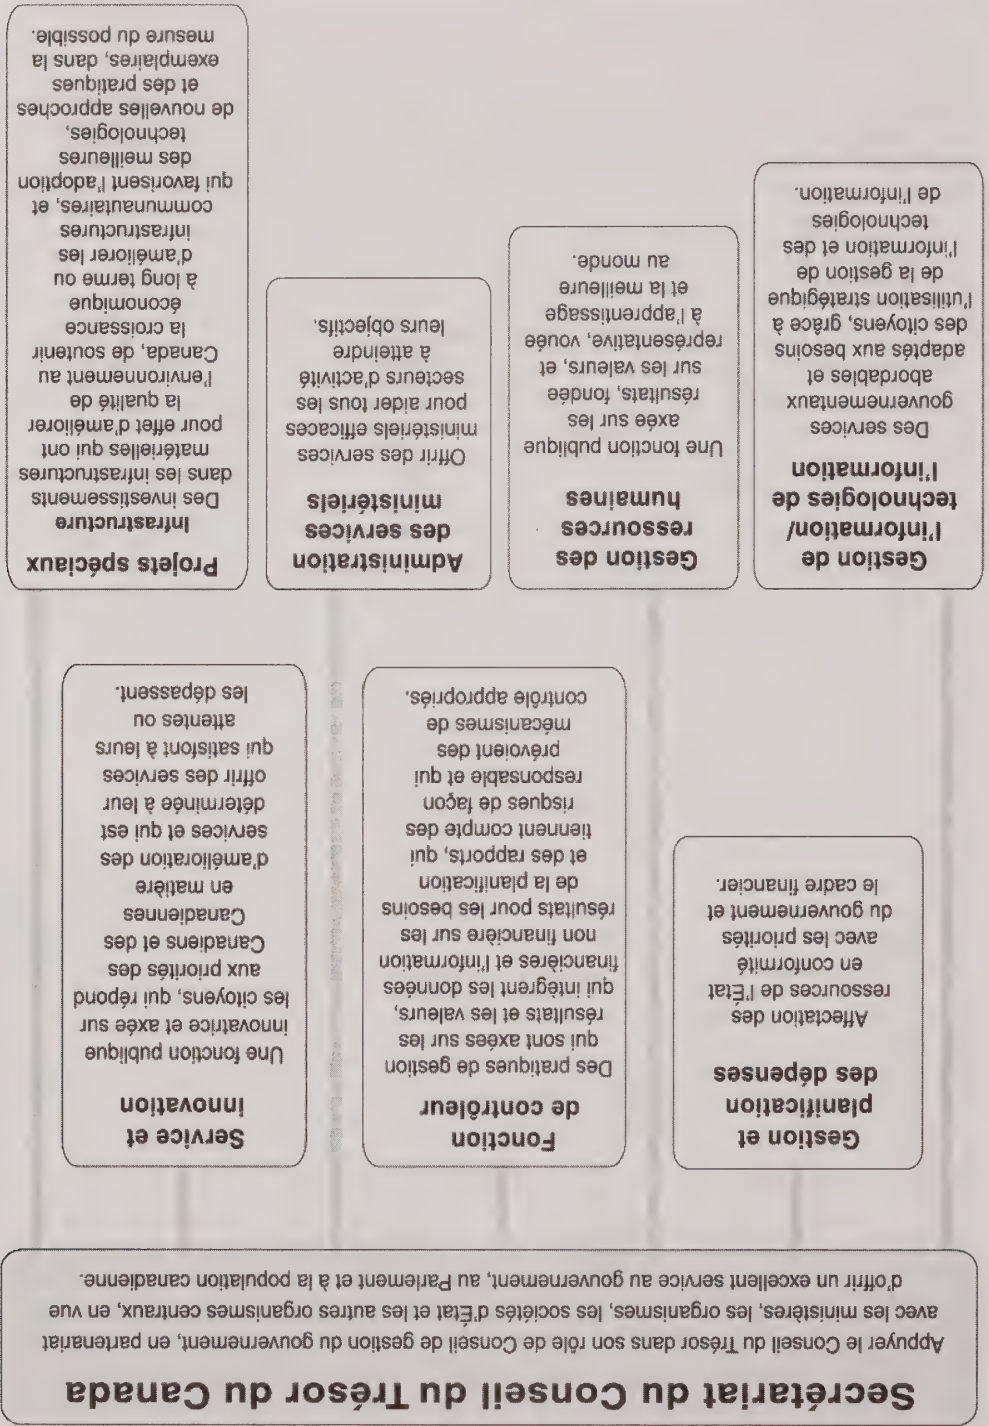 Secrétariat du Conseil du Trésor du Canada
Appuyer le Conseil du Trésor dans son rôle de Conseil de gestion du gouvernement, en partenariat
avec les ministères, les organismes, les sociétés d'État et les autres organismes centraux, en vue
d'offrir un excellent service au gouvernement, au Parlement et à la population canadienne.
Gestion et
planification
des dépenses
Affectation des
ressources de l'État
en conformité
avec les priorités
du gouvernement et
le cadre financier.
Fonction
de contrôleur
Des pratiques de gestion
qui sont axées sur les
résultats et les valeurs,
qui intègrent les données
financières et l'information
non financière sur les
résultats pour les besoins
de la planification
et des rapports, qui
tiennent compte des
risques de façon
responsable et qui
prévoient des
mécanismes de
contrôle appropriés.
Service et
innovation
Une fonction publique
innovatrice et axée sur
les citoyens, qui répond
aux priorités des
Canadiens et des
Canadiennes
en matière
d'amélioration des
services et qui est
déterminée à leur
offrir des services
qui satisfont à leurs
attentes ou
les dépassent.
Gestion de
l'information/
technologies de
l'information
Des services
gouvernementaux
abordables et
adaptés aux besoins
des citoyens, grâce à
l'utilisation stratégique
de la gestion de
l'information et des
technologies
de l'information.
Gestion des
ressources
humaines
Une fonction publique
axée sur les
résultats, fondée
sur les valeurs, et
représentative, vouée
à l'apprentissage
et la meilleure
au monde.
Administration
des services
ministériels
Offrir des services
ministériels efficaces
pour aider tous les
secteurs d'activité
à atteindre
leurs objectifs.
Projets spéciaux
Infrastructure
Des investissements
dans les infrastructures
matérielles qui ont
pour effet d'améliorer
la qualité de
l'environnement au
Canada, de soutenir
la croissance
économique
à long terme ou
d'améliorer les
infrastructures
communautaires, et
qui favorisent l'adoption
des meilleures
technologies,
de nouvelles approches
et des pratiques
exemplaires, dans la
mesure du possible.